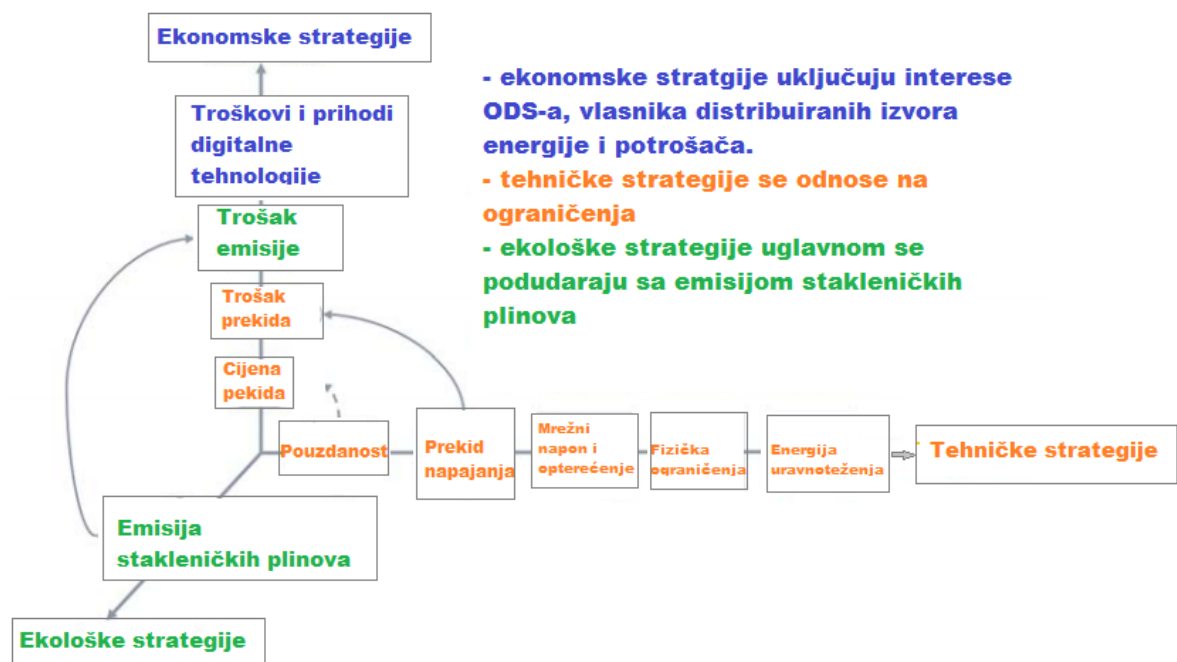 Ekonomske strategije
- ekonomske stratgije uključuju interese
ODS-a, vlasnika distribuiranih izvora
energije i potrošača.
- tehničke strategije se odnose na
ograničenja
- ekološke strategije uglavnom se
podudaraju sa emisijom stakleničkih
plinova
Troškovi i prihodi
digitalne
tehnologije
Trošak
emisije
Trošak
prekida
Cijena
pekida
Pouzdanost
Prekid
napajanja
Mrežni
napon i
opterećenje
Fizička
ograničenja
Energija
uravnoteženja
Tehničke strategije
Emisija
stakleničkih plinova
Ekološke strategije